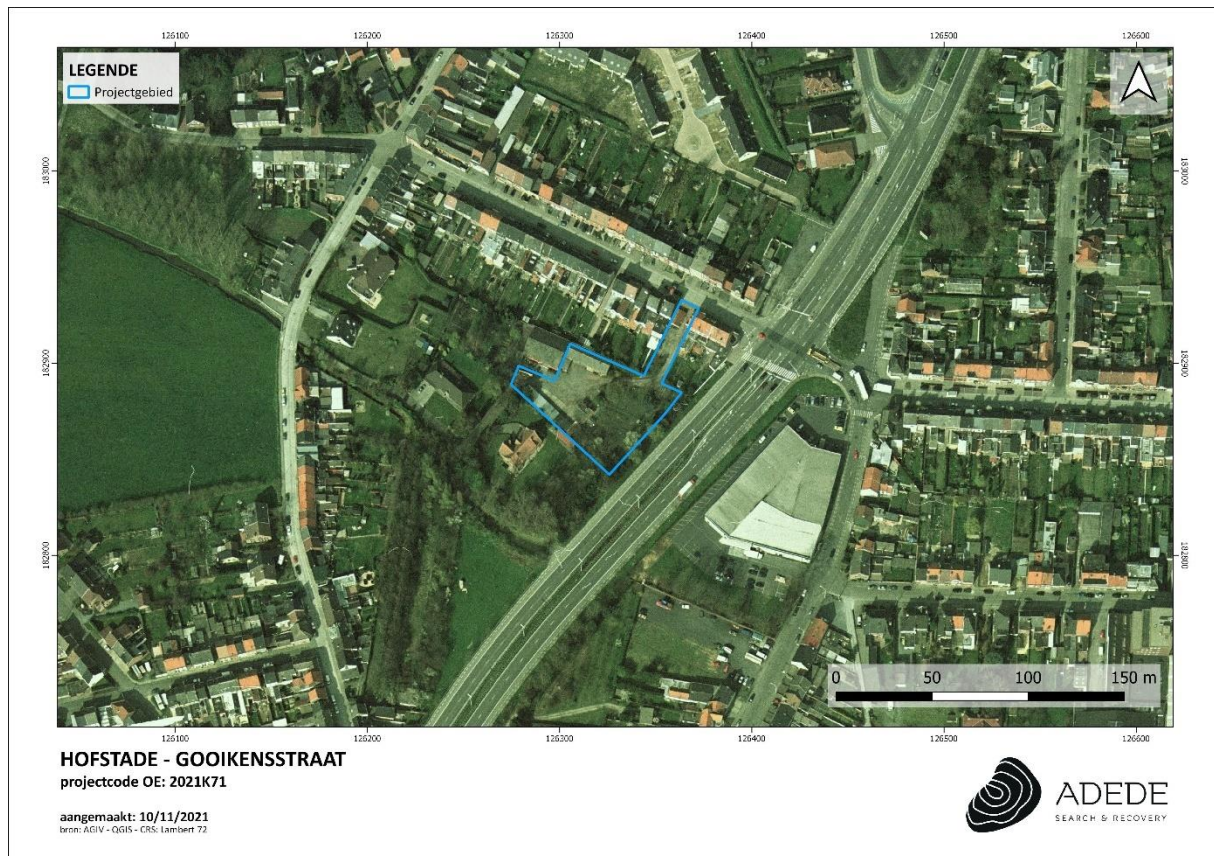 126100 126200 126300 126400 126500 126600
LEGENDE
Projectgebied
183000 183000
182900 182900
182800 182800
0 50 100 150 m
126100 126200 126300 126400 126500 126600
HOFSTADE - GOOIKENSSTRAAT
projectcode OE: 2021K71
aangemaakt: 10/11/2021
bron: AGIV - QGIS - CRS: Lambert 72
ADEDE
SEARCH & RECOVERY